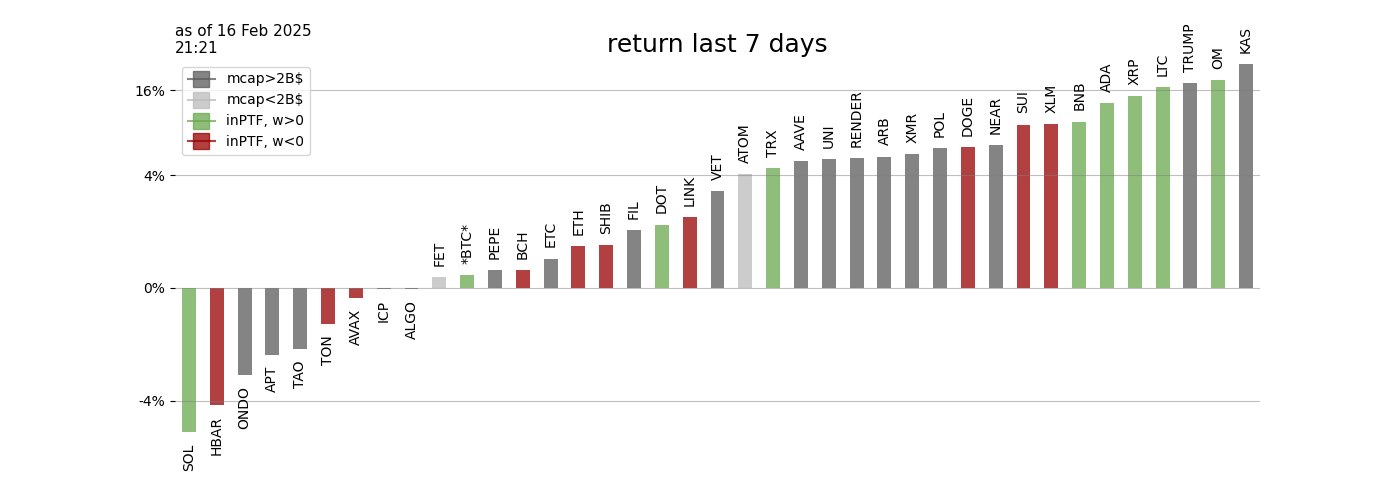 as of 16 Feb 2025
21:21
return last 7 days
mcap>2B$
mcap<2B$
inPTF, w>0
inPTF, w<0
16%
4%
0%
-4%
SOL
HBAR
ONDO
APT
TAO
TON
AVAX
ICP
ALGO
FET
*BTC*
PEPE
BCH
ETC
ETH
SHIB
FIL
DOT
LINK
VET
ATOM
TRX
AAVE
UNI
RENDER
ARB
XMR
POL
DOGE
NEAR
SUI
XLM
BNB
ADA
XRP
LTC
TRUMP
OM
KAS